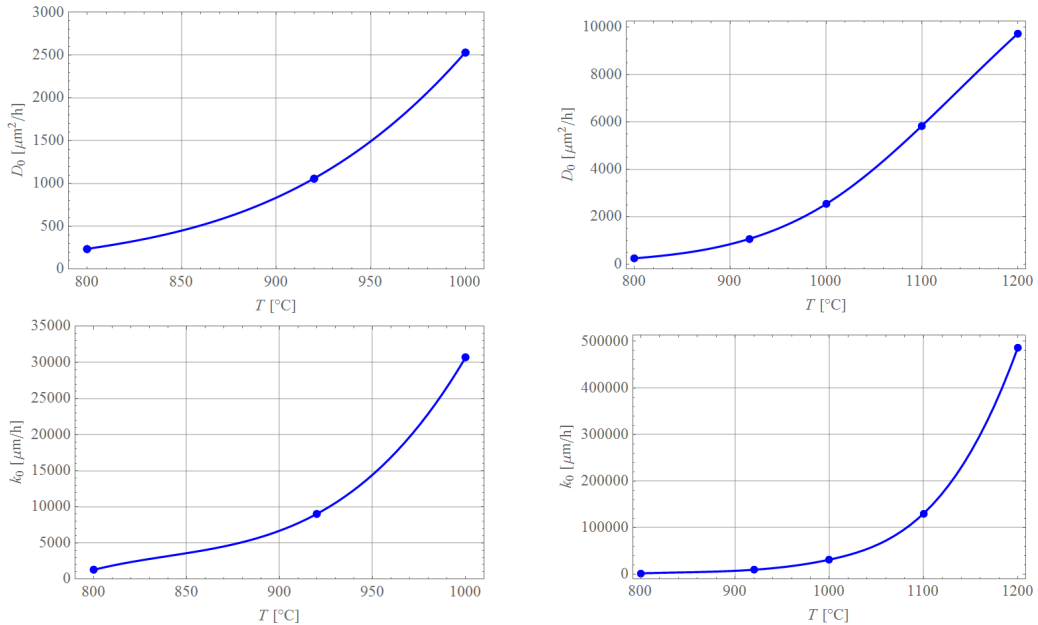 3000
2500
2000
1500
1000
500
0
D₀ [μm²/h]
800 850 900 950 1000
T [°C]
10000
8000
6000
4000
2000
0
D₀ [μm²/h]
800 900 1000 1100 1200
T [°C]
35000
30000
25000
20000
15000
10000
5000
0
k₀ [μm/h]
800 850 900 950 1000
T [°C]
500000
400000
300000
200000
100000
0
k₀ [μm/h]
800 900 1000 1100 1200
T [°C]